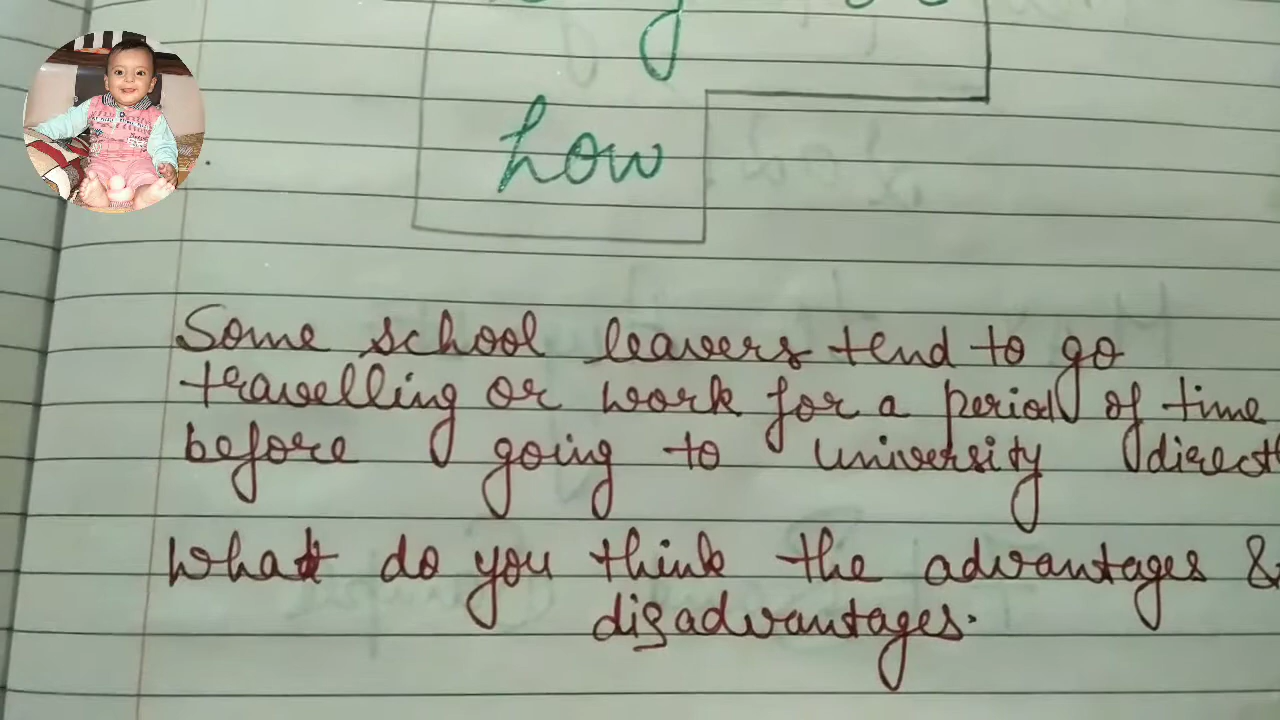 how
Some school leavers tend to go
travelling or work for a period of time
before going to university
What do you think the advantages &
disadvantages.